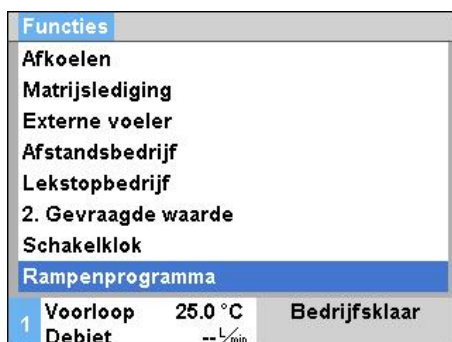 Functies
Afkoelen
Matrijslediging
Externe voeler
Afstandsbedrijf
Lekstopbedrijf
2. Gevraagde waarde
Schakelklok
Rampenprogramma
1 Voorloop 25.0 °C Bedrijfsklaar
Debiet -- L/min